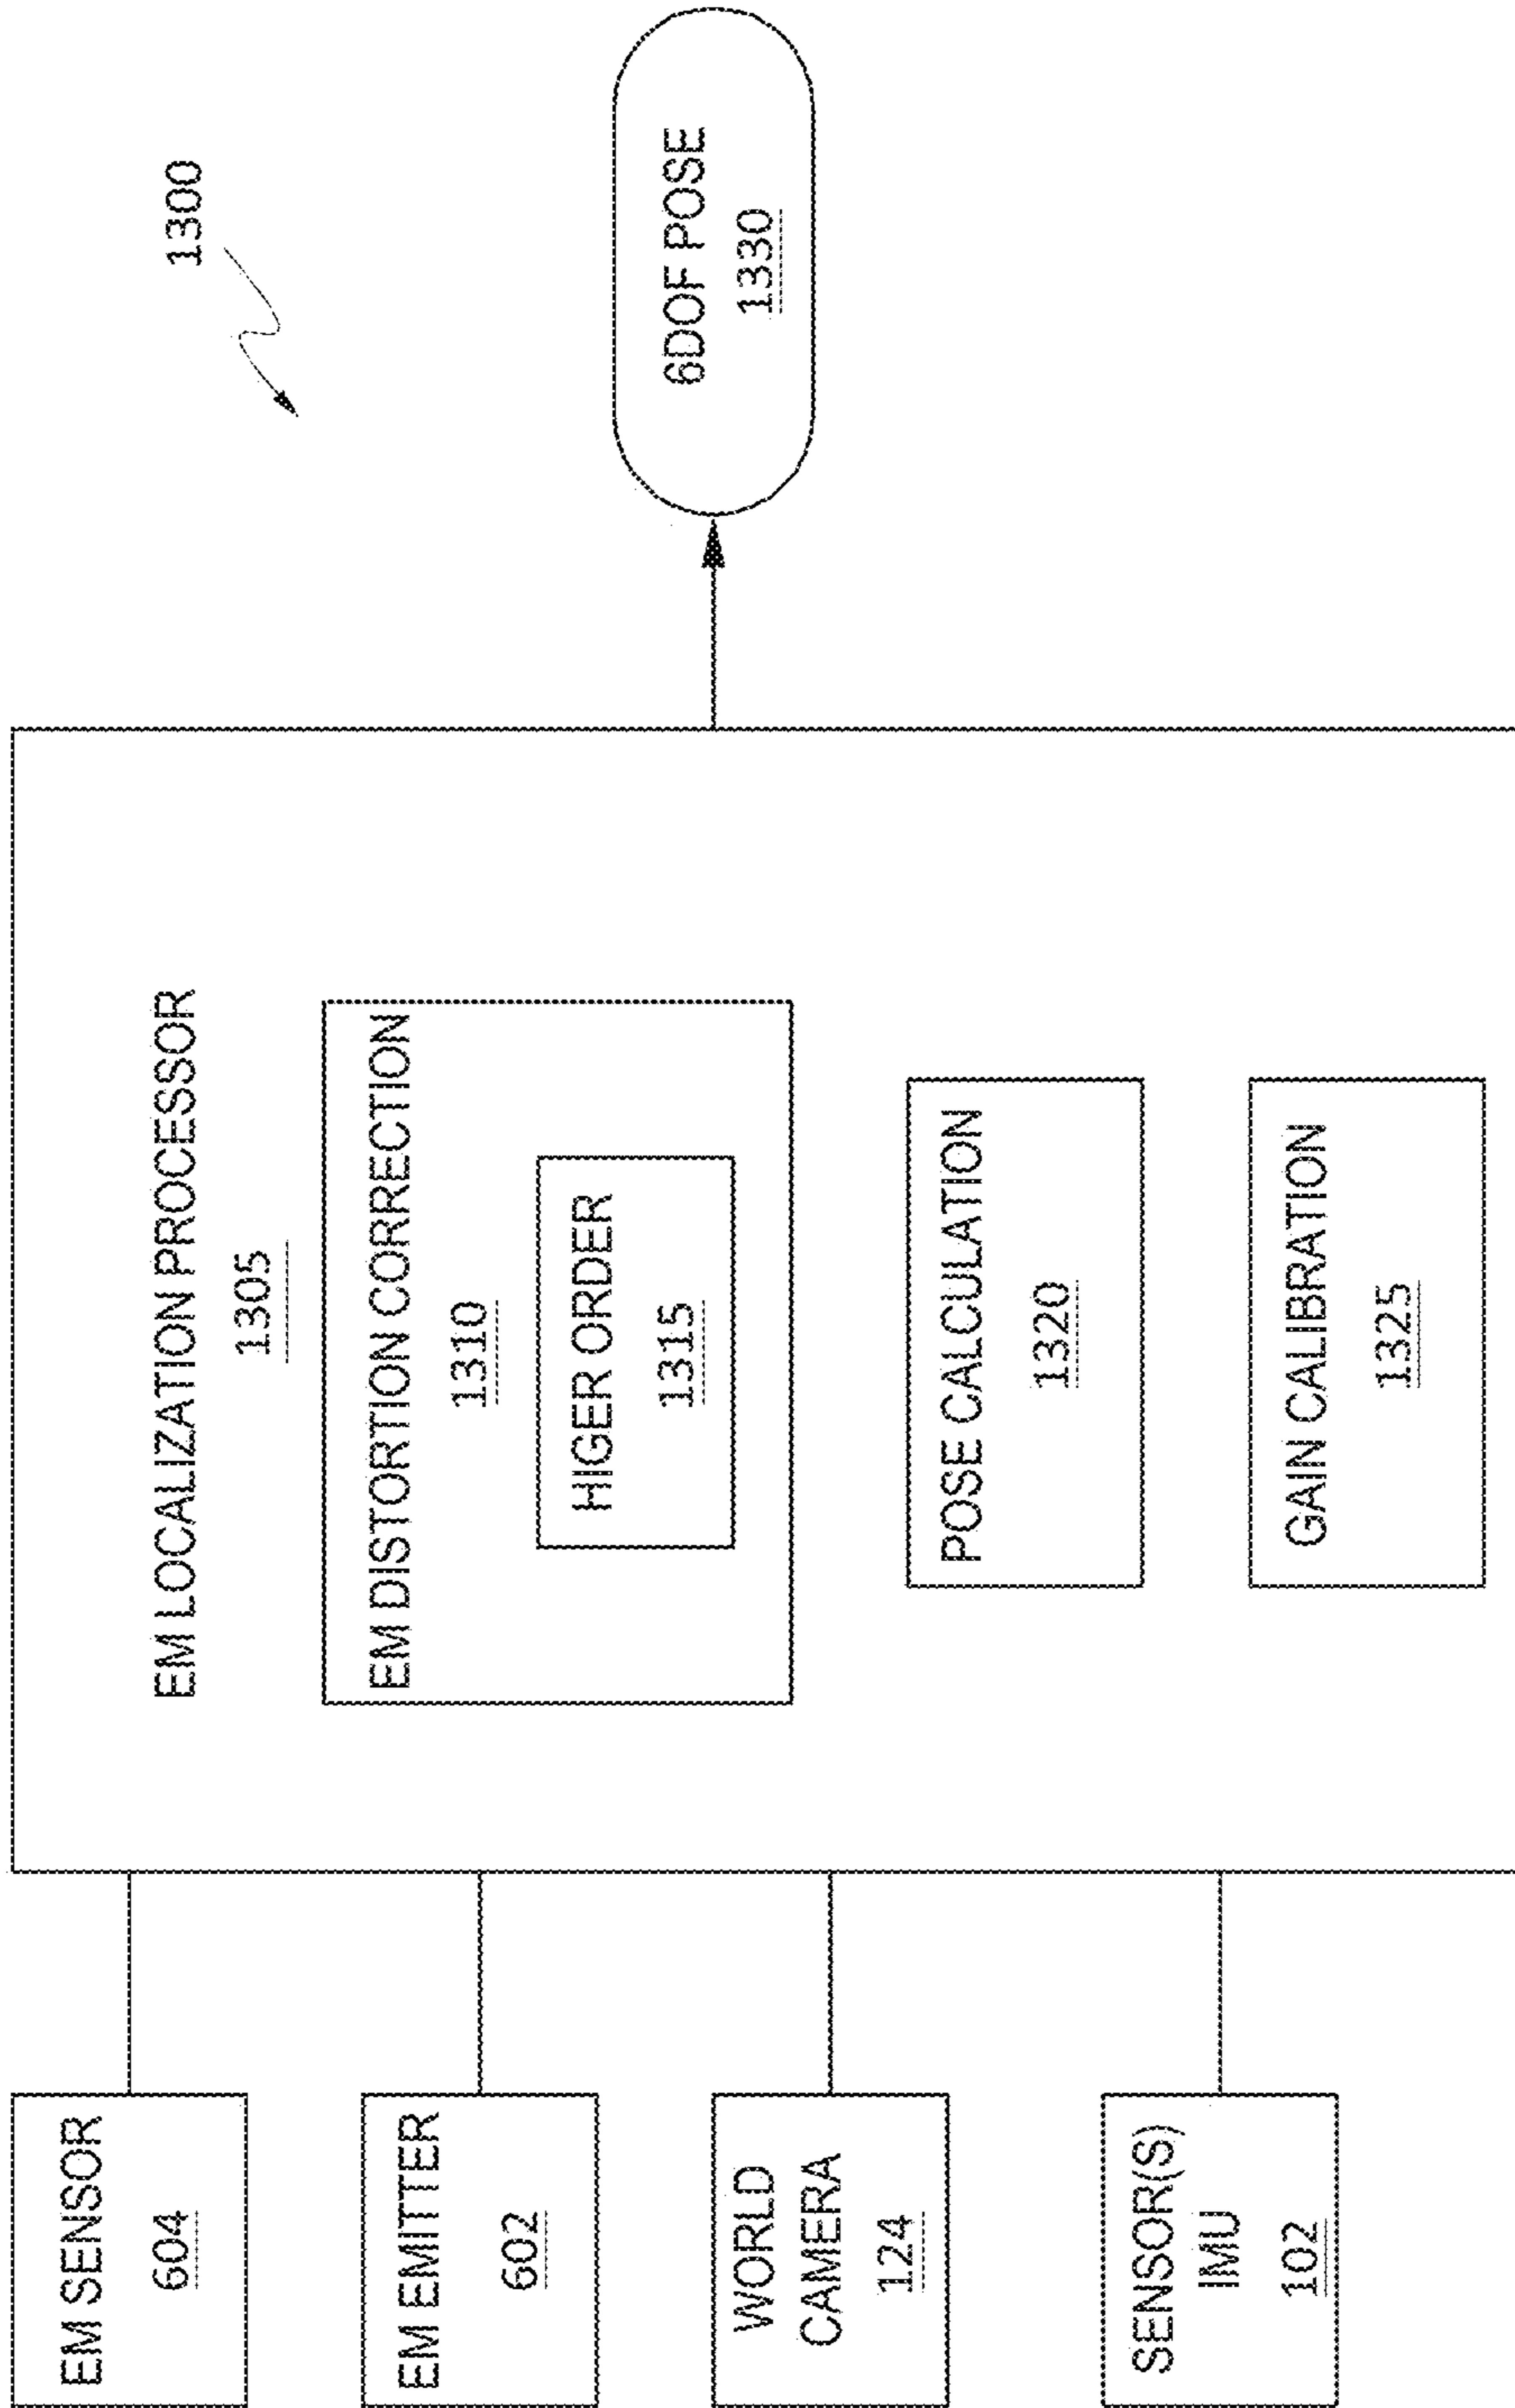 1300
EM SENSOR
604
EM EMITTER
602
WORLD
CAMERA
124
SENSOR(S)
IMU
102
EM LOCALIZATION PROCESSOR
1305
EM DISTORTION CORRECTION
1310
HIGER ORDER
1315
POSE CALCULATION
1320
GAIN CALIBRATION
1325
6DOF POSE
1330